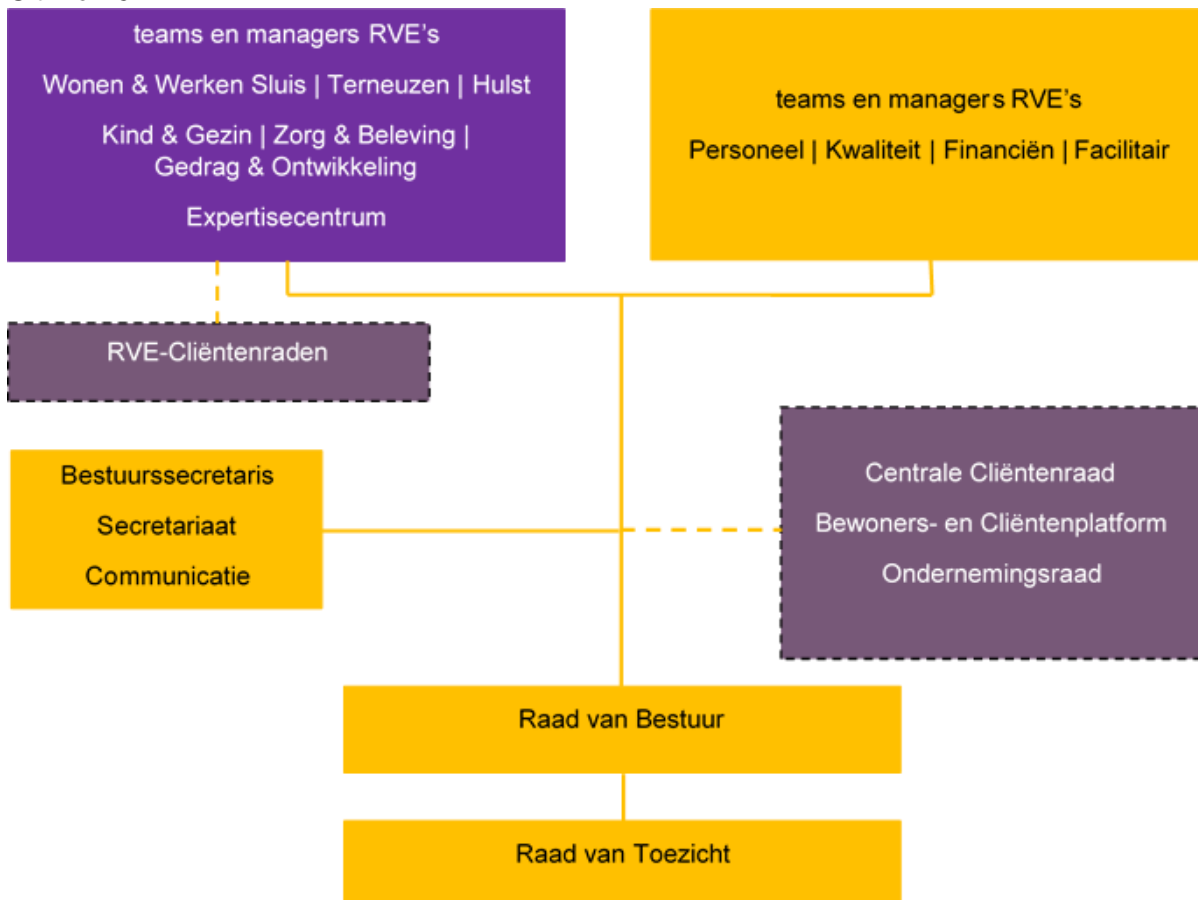 teams en managers RVE's
Wonen & Werken Sluis | Terneuzen | Hulst
Kind & Gezin | Zorg & Beleving |
Gedrag & Ontwikkeling
Expertisecentrum
teams en managers RVE's
Personeel | Kwaliteit | Financiën | Facilitair
RVE-Cliëntenraden
Bestuurssecretaris
Secretariaat
Communicatie
Centrale Cliëntenraad
Bewoners- en Cliëntenplatform
Ondernemingsraad
Raad van Bestuur
Raad van Toezicht